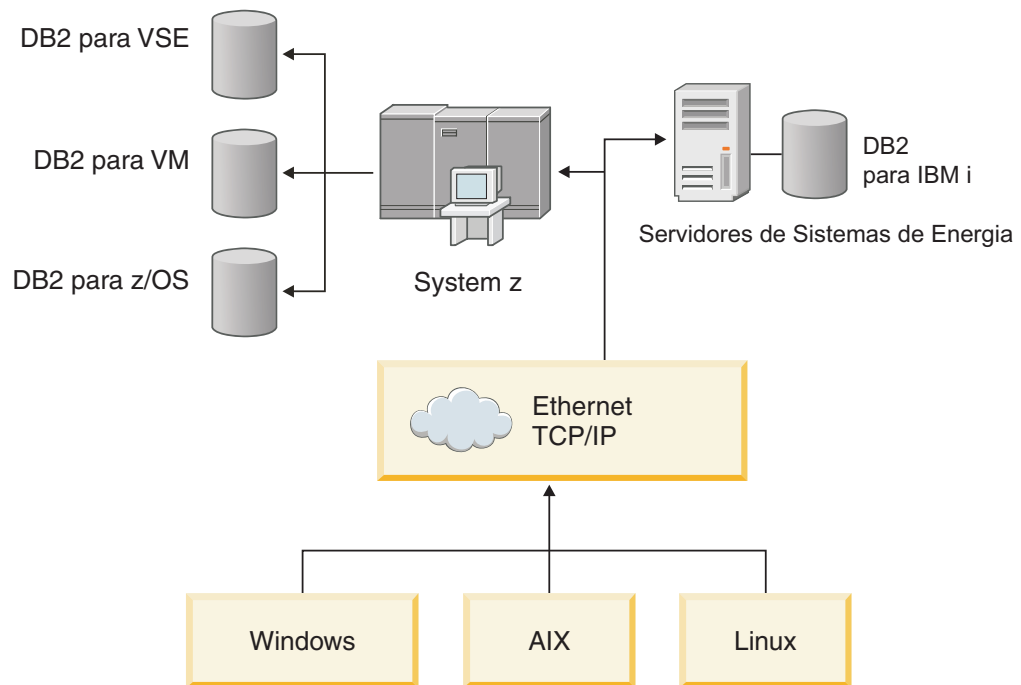 DB2 para VSE
DB2 para VM
DB2 para z/OS
System z
DB2
para IBM i
Servidores de Sistemas de Energia
Ethernet
TCP/IP
Windows
AIX
Linux